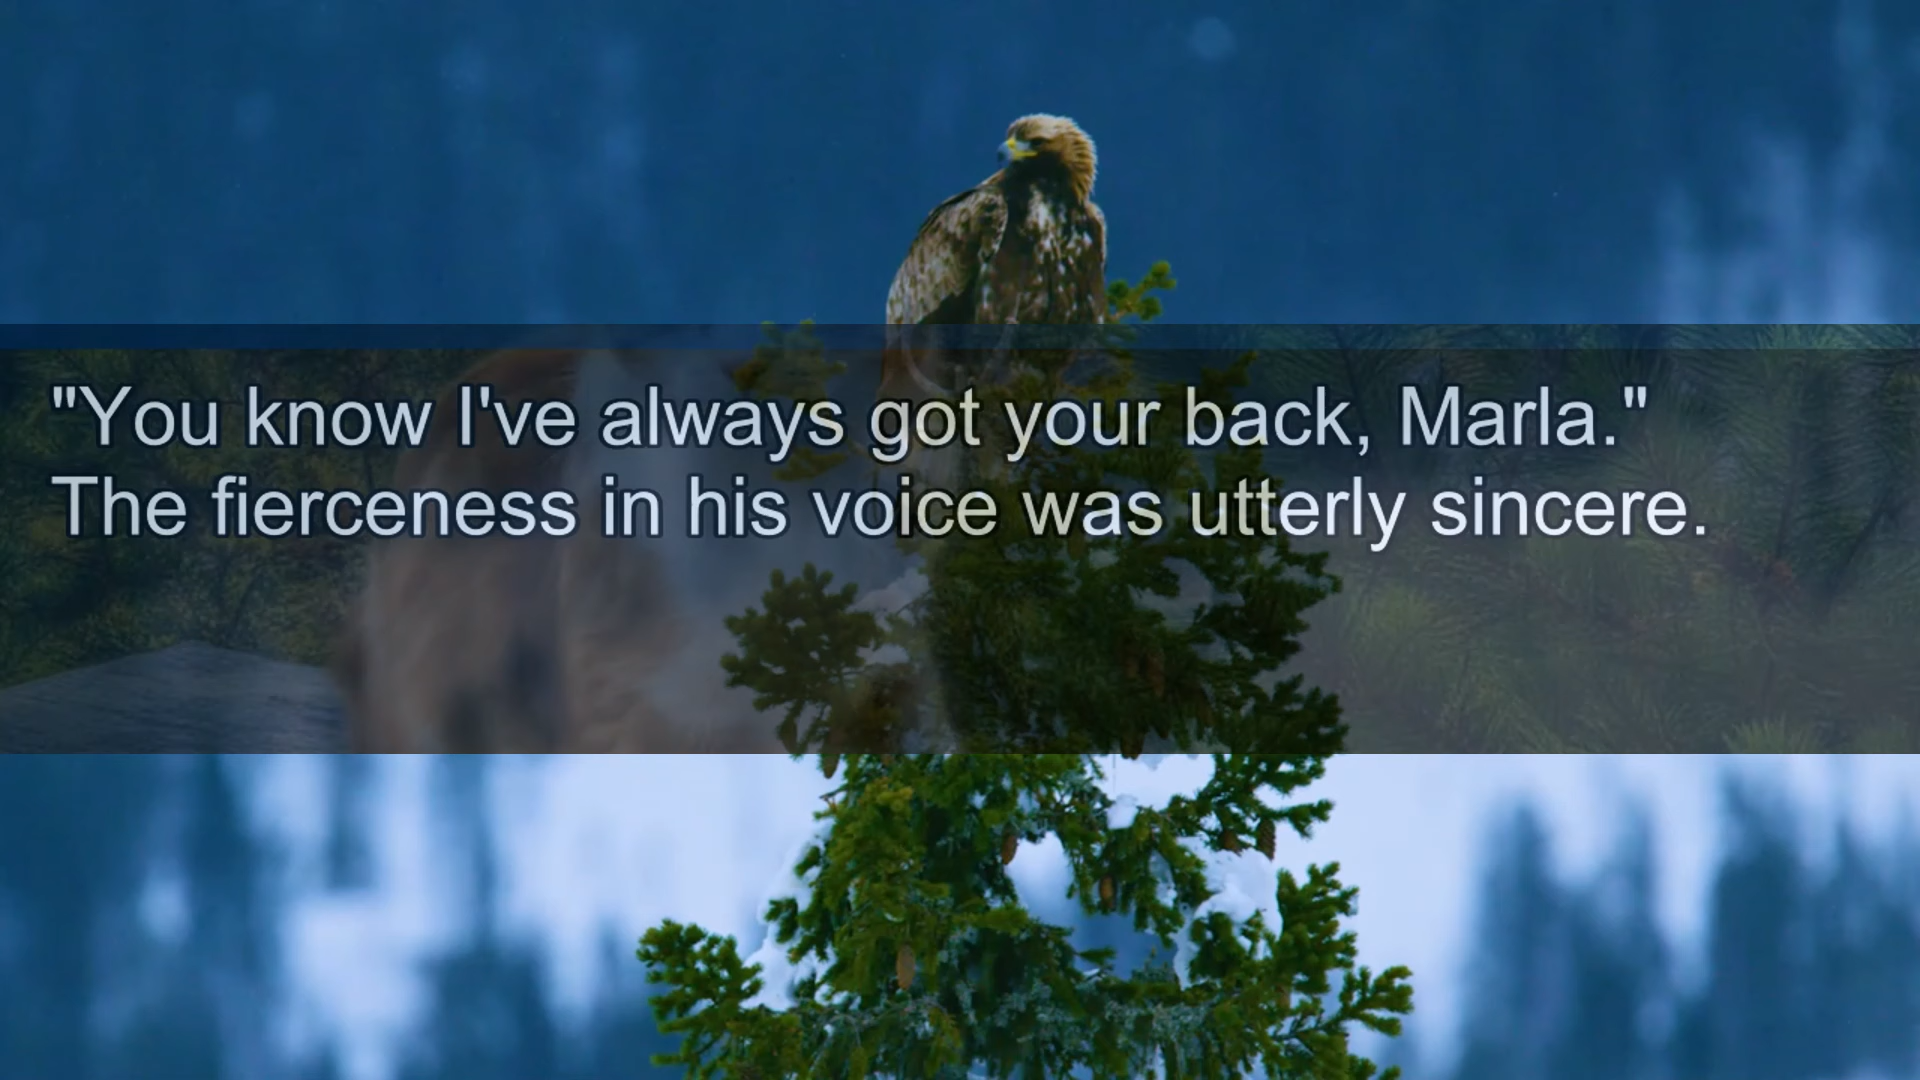 "You know I've always got your back, Marla."
The fierceness in his voice was utterly sincere.